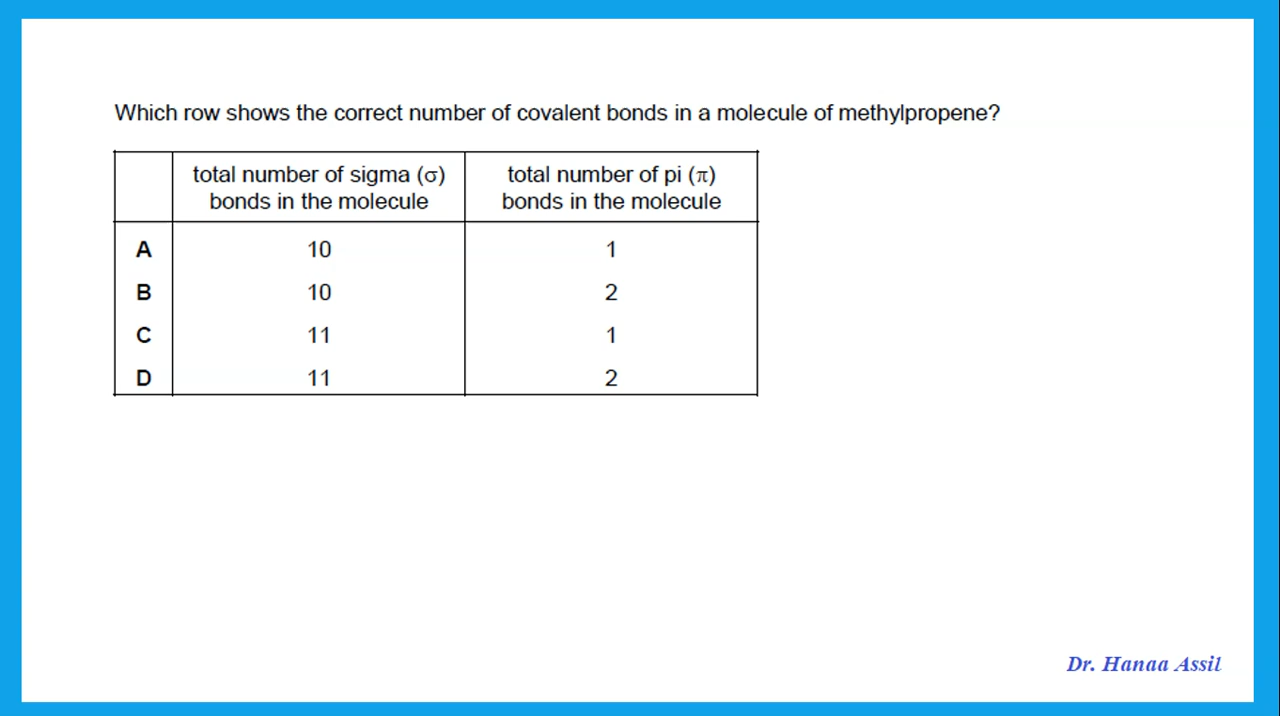 Which row shows the correct number of covalent bonds in a molecule of methylpropene?
total number of sigma (σ) bonds in the molecule
total number of pi (π) bonds in the molecule
A 10 1
B 10 2
C 11 1
D 11 2
Dr. Hanaa Assil